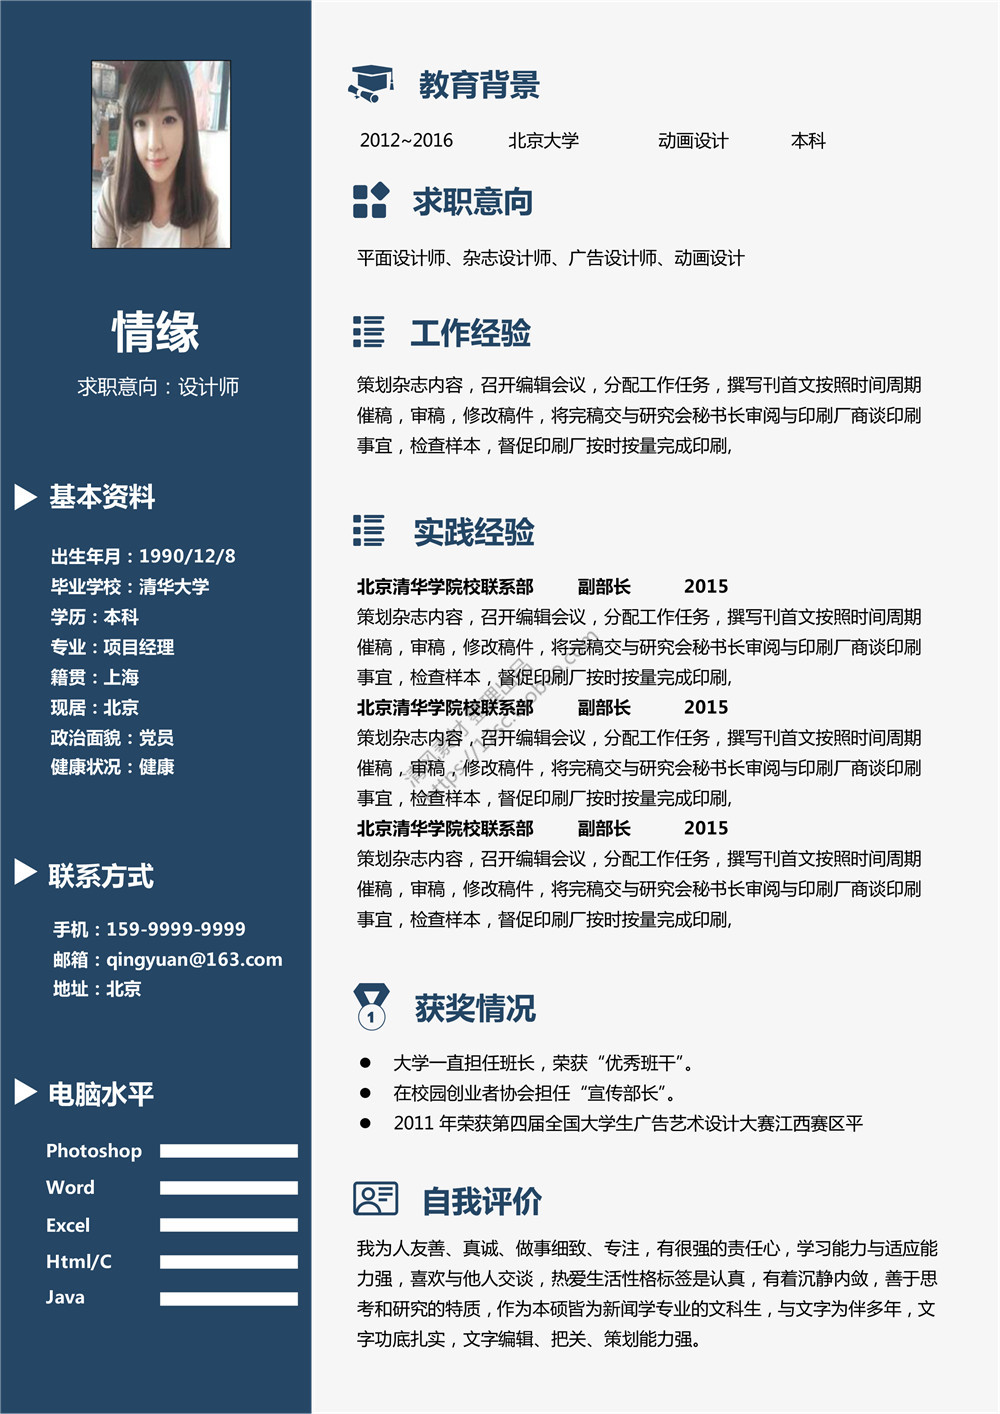 情缘
求职意向：设计师
基本资料
出生年月：1990/12/8
毕业学校：清华大学
学历：本科
专业：项目经理
籍贯：上海
现居：北京
政治面貌：党员
健康状况：健康
联系方式
手机：159-9999-9999
邮箱：qingyuan@163.com
地址：北京
电脑水平
Photoshop
Word
Excel
Html/C
Java
教育背景
2012~2016 北京大学 动画设计 本科
求职意向
平面设计师、杂志设计师、广告设计师、动画设计
工作经验
策划杂志内容，召开编辑会议，分配工作任务，撰写刊首文按照时间周期
催稿，审稿，修改稿件，将完稿交与研究会秘书长审阅与印刷厂商谈印刷
事宜，检查样本，督促印刷厂按时按量完成印刷,
实践经验
北京清华学院校联系部 副部长 2015
策划杂志内容，召开编辑会议，分配工作任务，撰写刊首文按照时间周期
催稿，审稿，修改稿件，将完稿交与研究会秘书长审阅与印刷厂商谈印刷
事宜，检查样本，督促印刷厂按时按量完成印刷,
北京清华学院校联系部 副部长 2015
策划杂志内容，召开编辑会议，分配工作任务，撰写刊首文按照时间周期
催稿，审稿，修改稿件，将完稿交与研究会秘书长审阅与印刷厂商谈印刷
事宜，检查样本，督促印刷厂按时按量完成印刷,
北京清华学院校联系部 副部长 2015
策划杂志内容，召开编辑会议，分配工作任务，撰写刊首文按照时间周期
催稿，审稿，修改稿件，将完稿交与研究会秘书长审阅与印刷厂商谈印刷
事宜，检查样本，督促印刷厂按时按量完成印刷,
1 获奖情况
● 大学一直担任班长，荣获“优秀班干”。
● 在校园创业者协会担任“宣传部长”。
● 2011 年荣获第四届全国大学生广告艺术设计大赛江西赛区平
自我评价
我为人友善、真诚、做事细致、专注，有很强的责任心，学习能力与适应能
力强，喜欢与他人交谈，热爱生活性格标签是认真，有着沉静内敛，善于思
考和研究的特质，作为本硕皆为新闻学专业的文科生，与文字为伴多年，文
字功底扎实，文字编辑、把关、策划能力强。